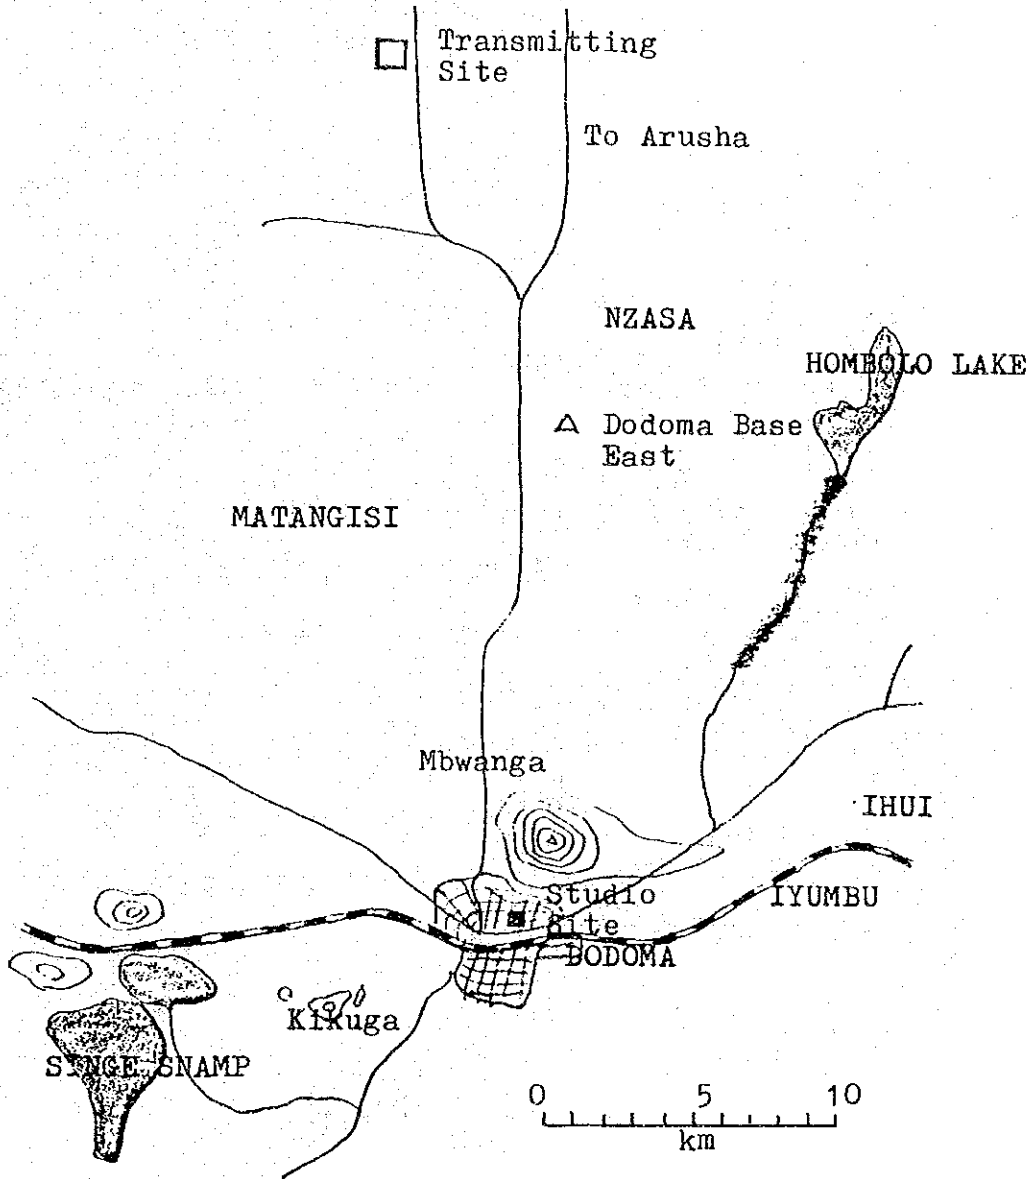 Transmitting
Site
To Arusha
NZASA
HOMBOLO LAKE
Dodoma Base
East
MATANGISI
Mbwanga
IHUI
Studio
Site
IYUMBU
DODOMA
Kikuga
SINGE SNAMP
0 5 10
km